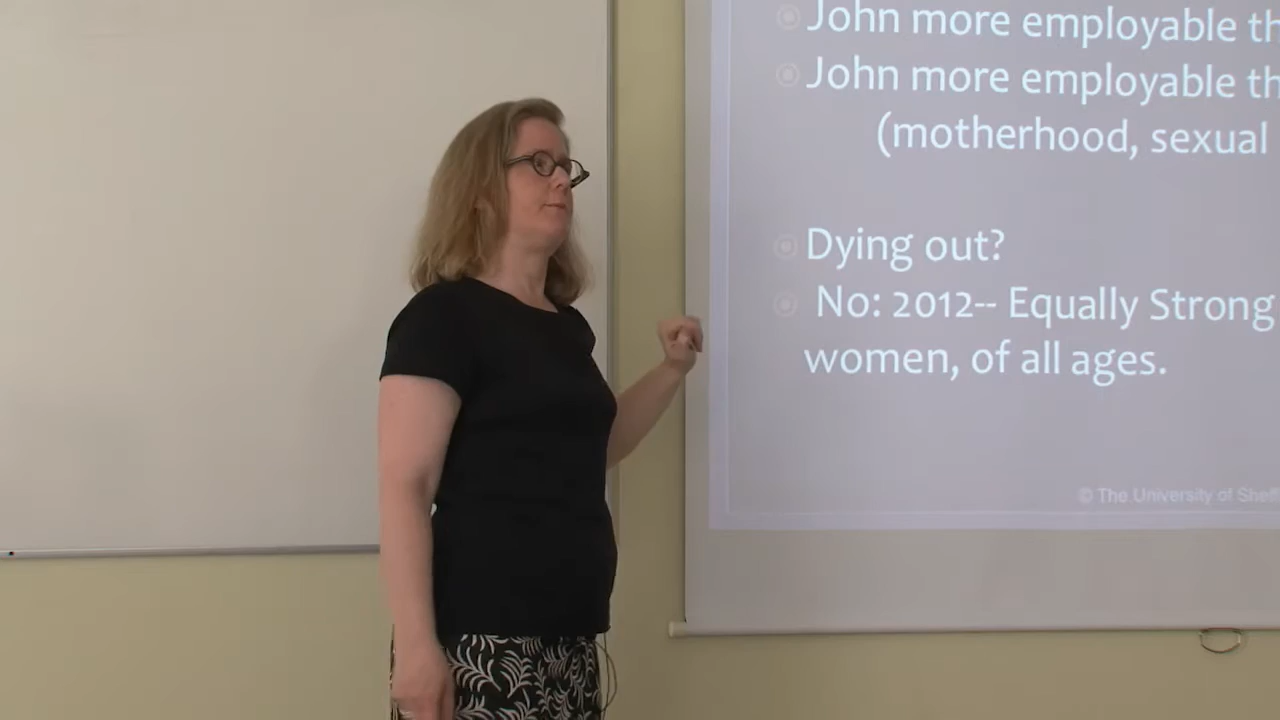 John more employable th
John more employable th
(motherhood, sexual
Dying out?
No: 2012-- Equally Strong
women, of all ages.
© The University of Shef